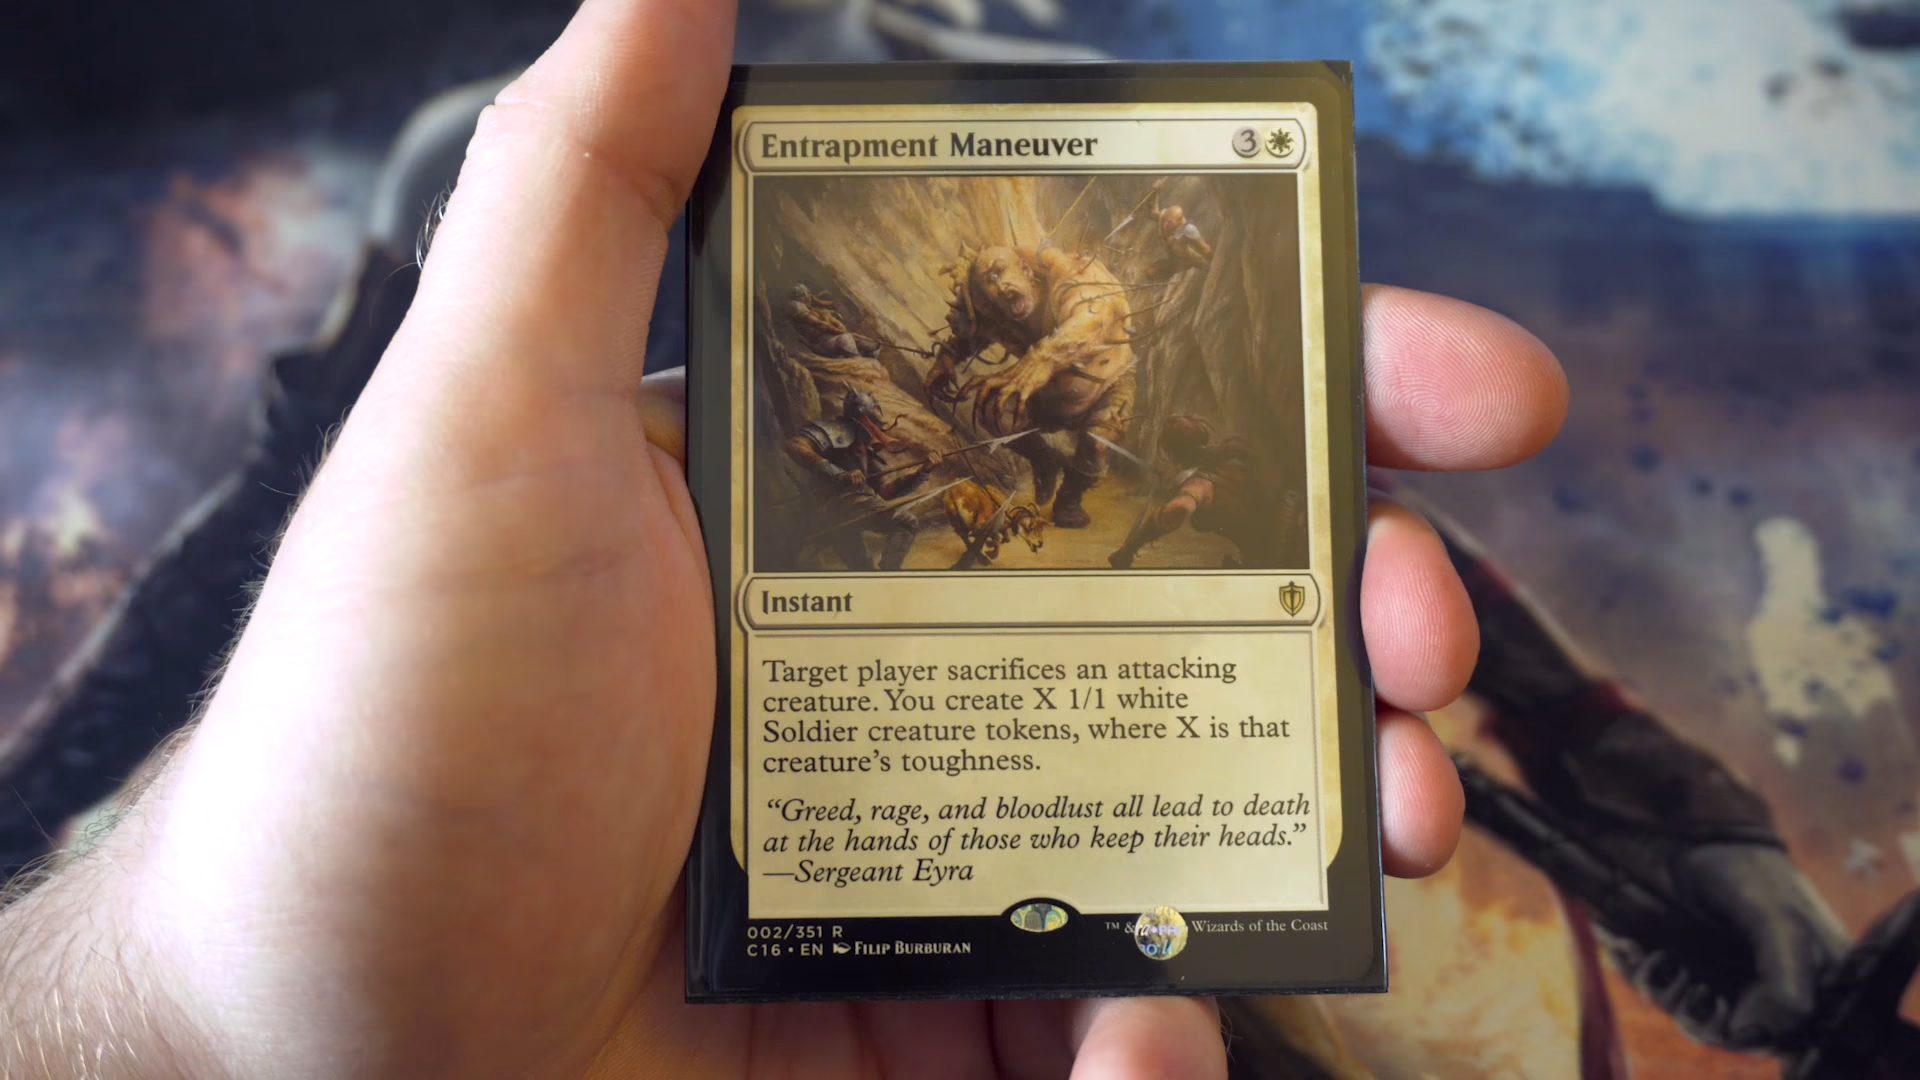 Entrapment Maneuver 3
Instant
Target player sacrifices an attacking
creature. You create X 1/1 white
Soldier creature tokens, where X is that
creature's toughness.
“Greed, rage, and bloodlust all lead to death
at the hands of those who keep their heads.”
—Sergeant Eyra
002/351 R
C16 • EN Filip Burburan
™ & Wizards of the Coast